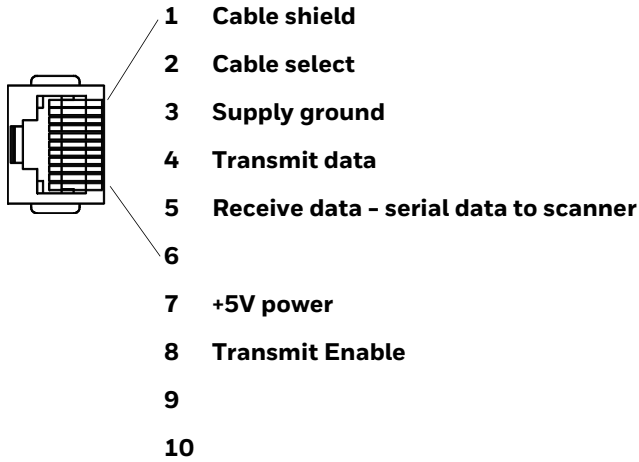 1 Cable shield
2 Cable select
3 Supply ground
4 Transmit data
5 Receive data – serial data to scanner
6
7 +5V power
8 Transmit Enable
9
10